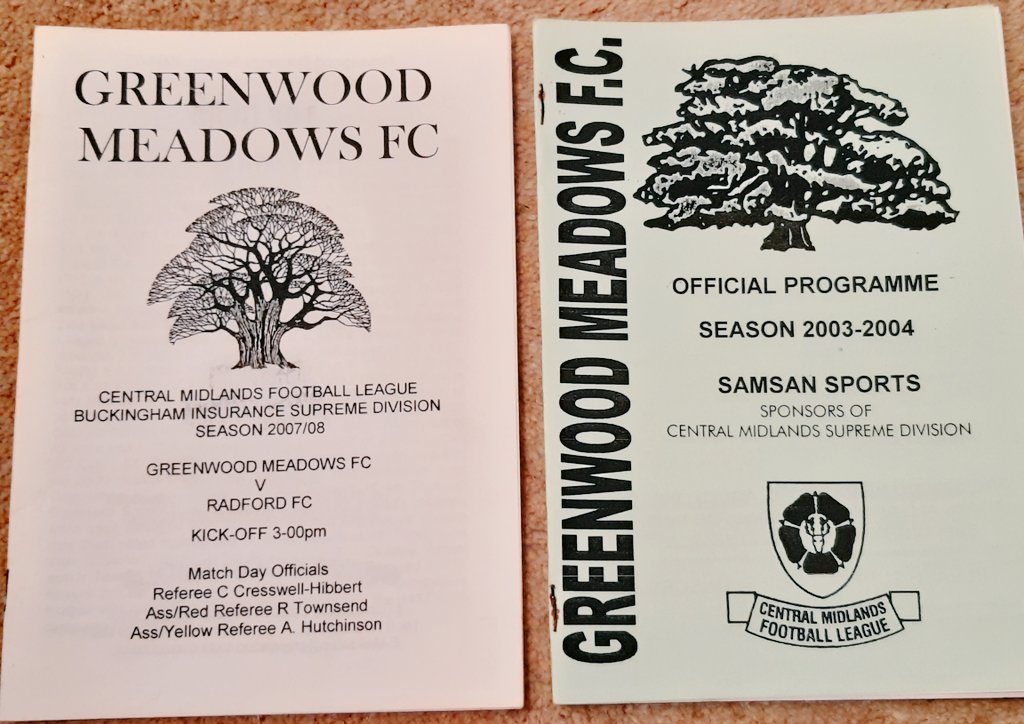 GREENWOOD
MEADOWS FC
CENTRAL MIDLANDS FOOTBALL LEAGUE
BUCKINGHAM INSURANCE SUPREME DIVISION
SEASON 2007/08
GREENWOOD MEADOWS FC
V
RADFORD FC
KICK-OFF 3-00pm
Match Day Officials
Referee C Cresswell-Hibbert
Ass/Red Referee R Townsend
Ass/Yellow Referee A. Hutchinson
GREENWOOD MEADOWS F.C.
OFFICIAL PROGRAMME
SEASON 2003-2004
SAMSAN SPORTS
SPONSORS OF
CENTRAL MIDLANDS SUPREME DIVISION
CENTRAL MIDLANDS
FOOTBALL LEAGUE